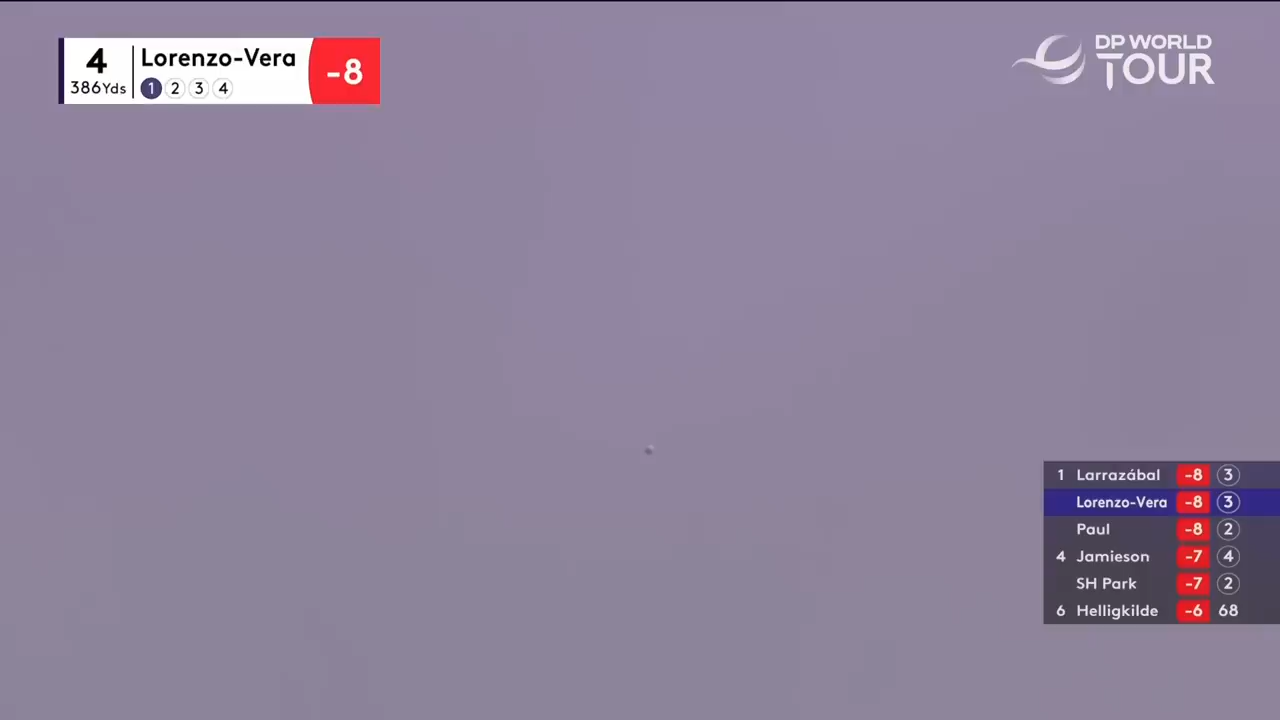 4
386Yds
Lorenzo-Vera
1 2 3 4
-8
DP WORLD
TOUR
1 Larrazábal -8 3
Lorenzo-Vera -8 3
Paul -8 2
4 Jamieson -7 4
SH Park -7 2
6 Helligkilde -6 68